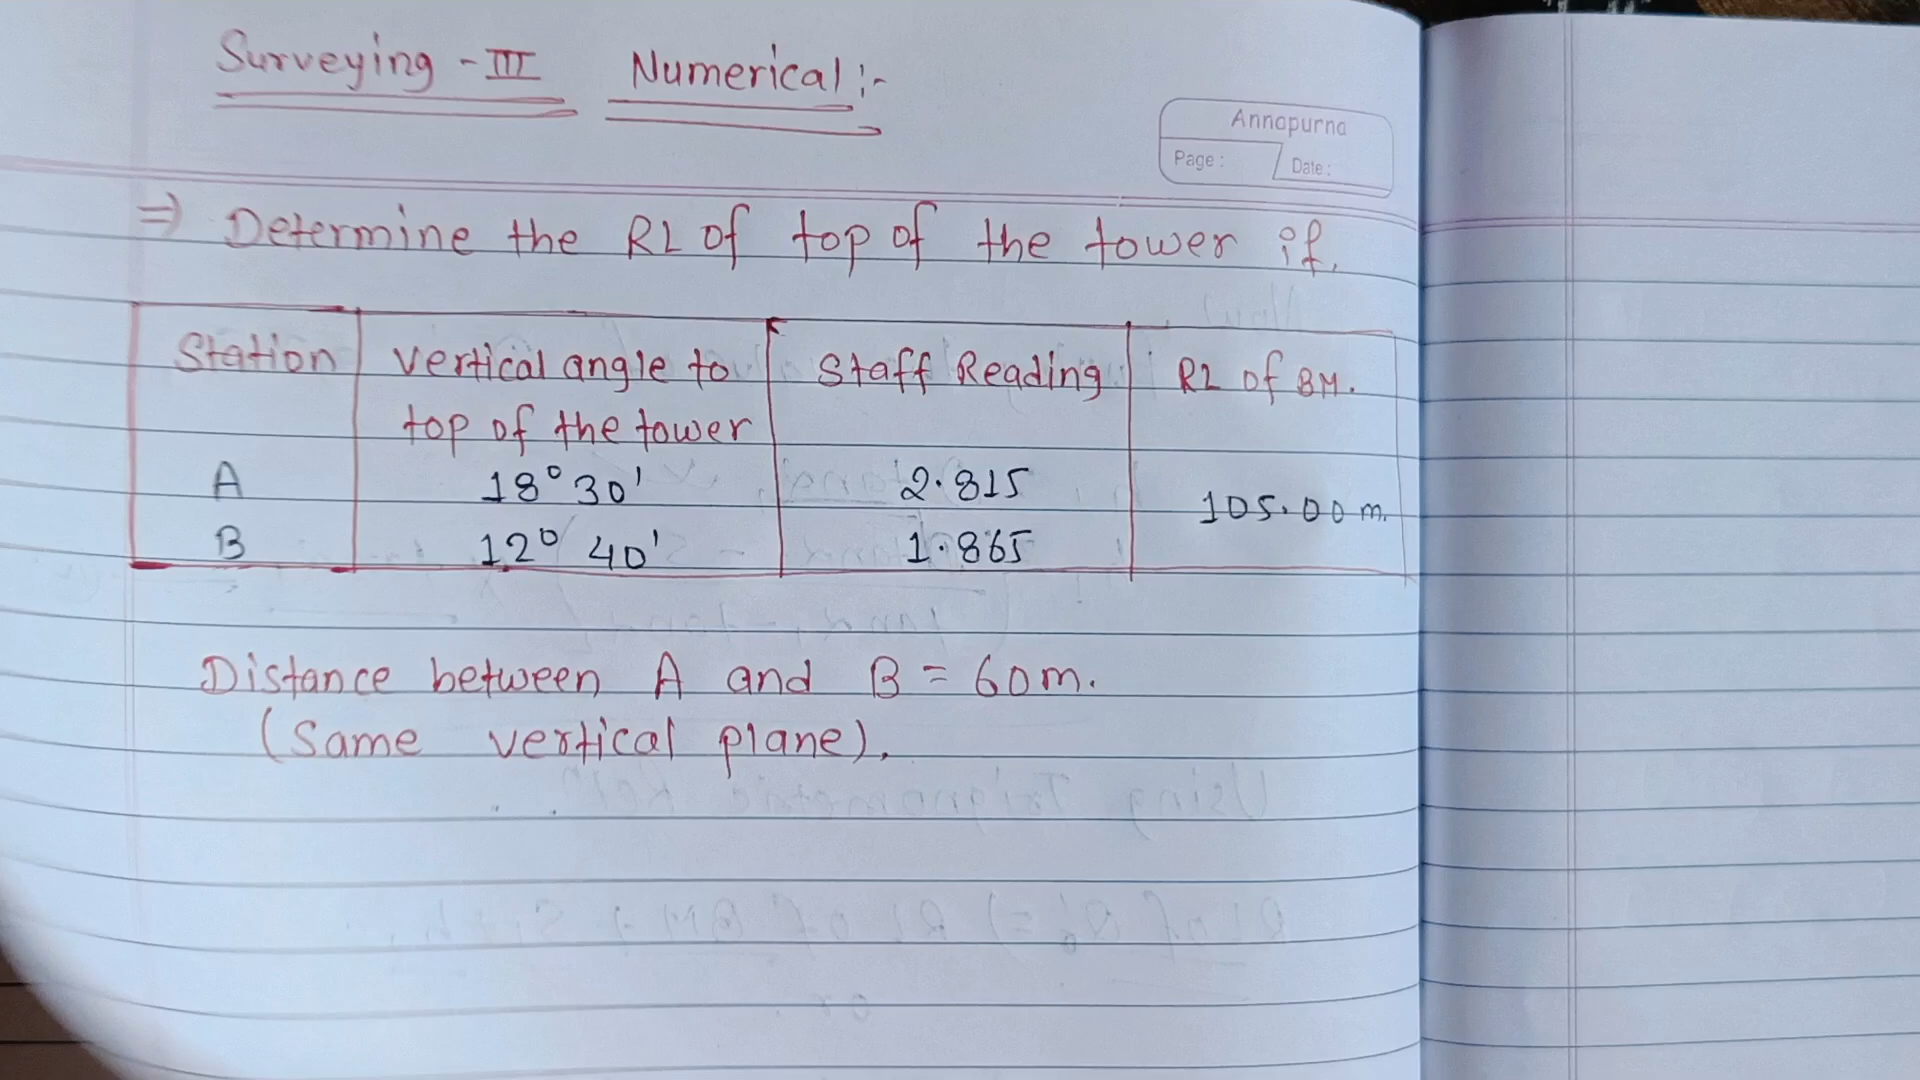 Surveying - III Numerical :-
Annapurna
Page: Date:
⇒ Determine the RL of top of the tower if,
Station | vertical angle to top of the tower | Staff Reading | RL of BM.
A | 18° 30' | 2.815 | 105.00 m.
B | 12° 40' | 1.865
Distance between A and B = 60m.
(Same vertical plane).